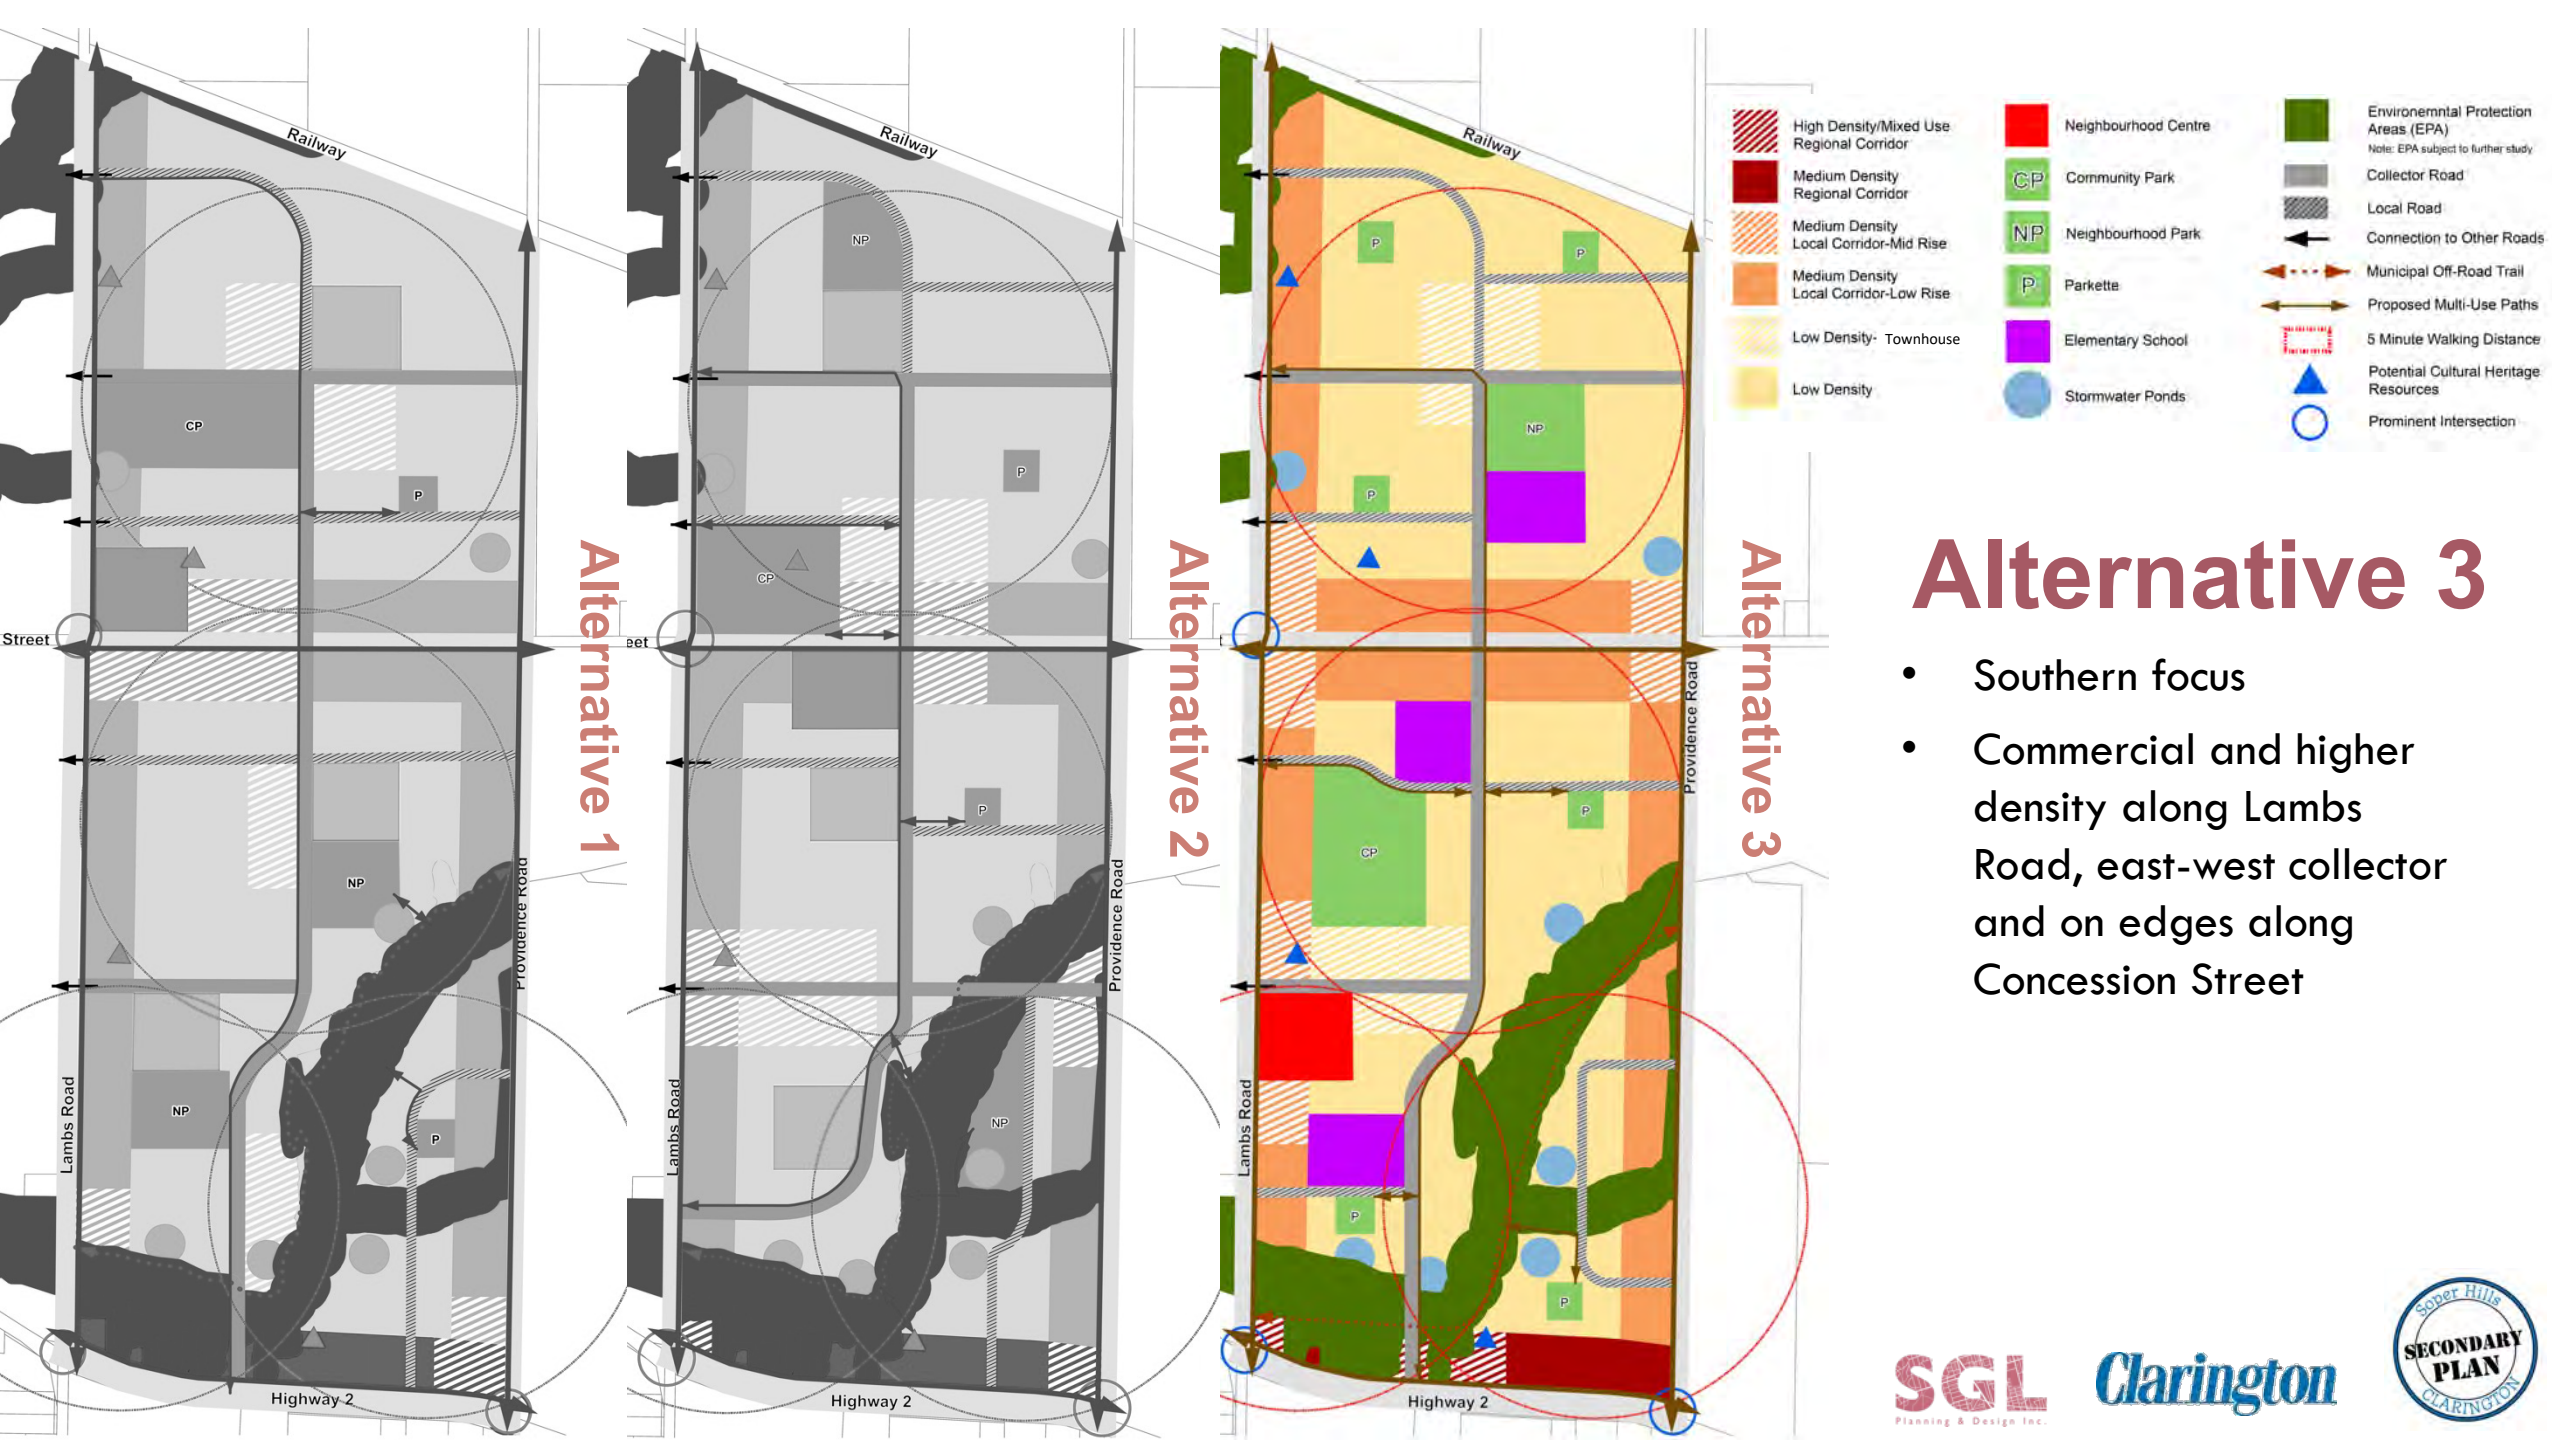 Railway
CP
P
Street
NP
NP
P
Lambs Road
Providence Road
Highway 2
Alternative 1
Railway
NP
P
CP
eet
P
NP
Lambs Road
Providence Road
Highway 2
Alternative 2
Railway
P
P
NP
P
t
CP
P
P
P
Lambs Road
Providence Road
Highway 2
Alternative 3
High Density/Mixed Use
Regional Corridor
Medium Density
Regional Corridor
Medium Density
Local Corridor-Mid Rise
Medium Density
Local Corridor-Low Rise
Low Density- Townhouse
Low Density
Neighbourhood Centre
CP Community Park
NP Neighbourhood Park
P Parkette
Elementary School
Stormwater Ponds
Environemntal Protection
Areas (EPA)
Note: EPA subject to further study
Collector Road
Local Road
Connection to Other Roads
Municipal Off-Road Trail
Proposed Multi-Use Paths
5 Minute Walking Distance
Potential Cultural Heritage
Resources
Prominent Intersection
Alternative 3
• Southern focus
• Commercial and higher
density along Lambs
Road, east-west collector
and on edges along
Concession Street
SGL
Planning & Design Inc.
Clarington
Soper Hills
SECONDARY
PLAN
CLARINGTON